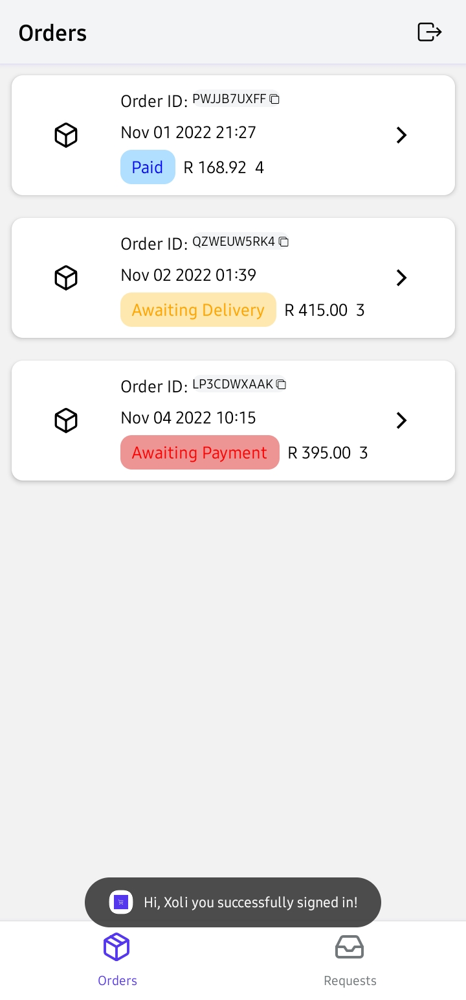 Orders
Order ID: PWJJB7UXFF
Nov 01 2022 21:27
Paid R 168.92 4
Order ID: QZWEUW5RK4
Nov 02 2022 01:39
Awaiting Delivery R 415.00 3
Order ID: LP3CDWXAAK
Nov 04 2022 10:15
Awaiting Payment R 395.00 3
Hi, Xoli you successfully signed in!
Orders Requests